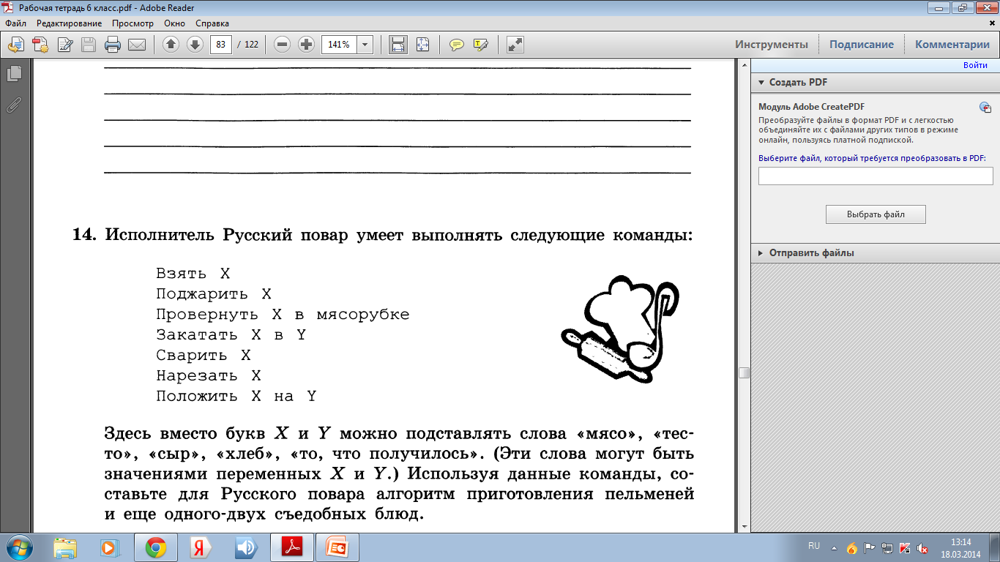 Рабочая тетрадь 6 класс.pdf - Adobe Reader
Файл Редактирование Просмотр Окно Справка
83 / 122 141% Инструменты Подписание Комментарии
Войти
Создать PDF
Модуль Adobe CreatePDF
Преобразуйте файлы в формат PDF и с легкостью
объединяйте их с файлами других типов в режиме
онлайн, пользуясь платной подпиской.
Выберите файл, который требуется преобразовать в PDF:
Выбрать файл
Отправить файлы
14. Исполнитель Русский повар умеет выполнять следующие команды:
Взять X
Поджарить X
Провернуть X в мясорубке
Закатать X в Y
Сварить X
Нарезать X
Положить X на Y
Здесь вместо букв X и Y можно подставлять слова «мясо», «тес-
то», «сыр», «хлеб», «то, что получилось». (Эти слова могут быть
значениями переменных X и Y.) Используя данные команды, со-
ставьте для Русского повара алгоритм приготовления пельменей
и еще одного-двух съедобных блюд.
RU
13:14
18.03.2014